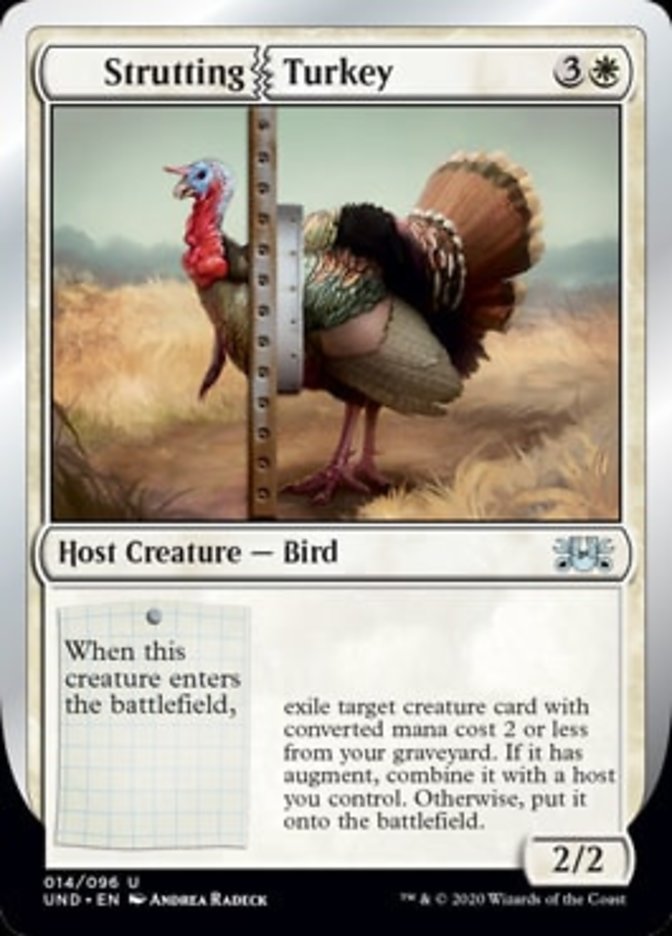 Strutting Turkey 3
Host Creature — Bird
When this
creature enters
the battlefield,
exile target creature card with
converted mana cost 2 or less
from your graveyard. If it has
augment, combine it with a host
you control. Otherwise, put it
onto the battlefield.
2/2
014/096 U
UND • EN Andrea Radeck
™ & © 2020 Wizards of the Coast